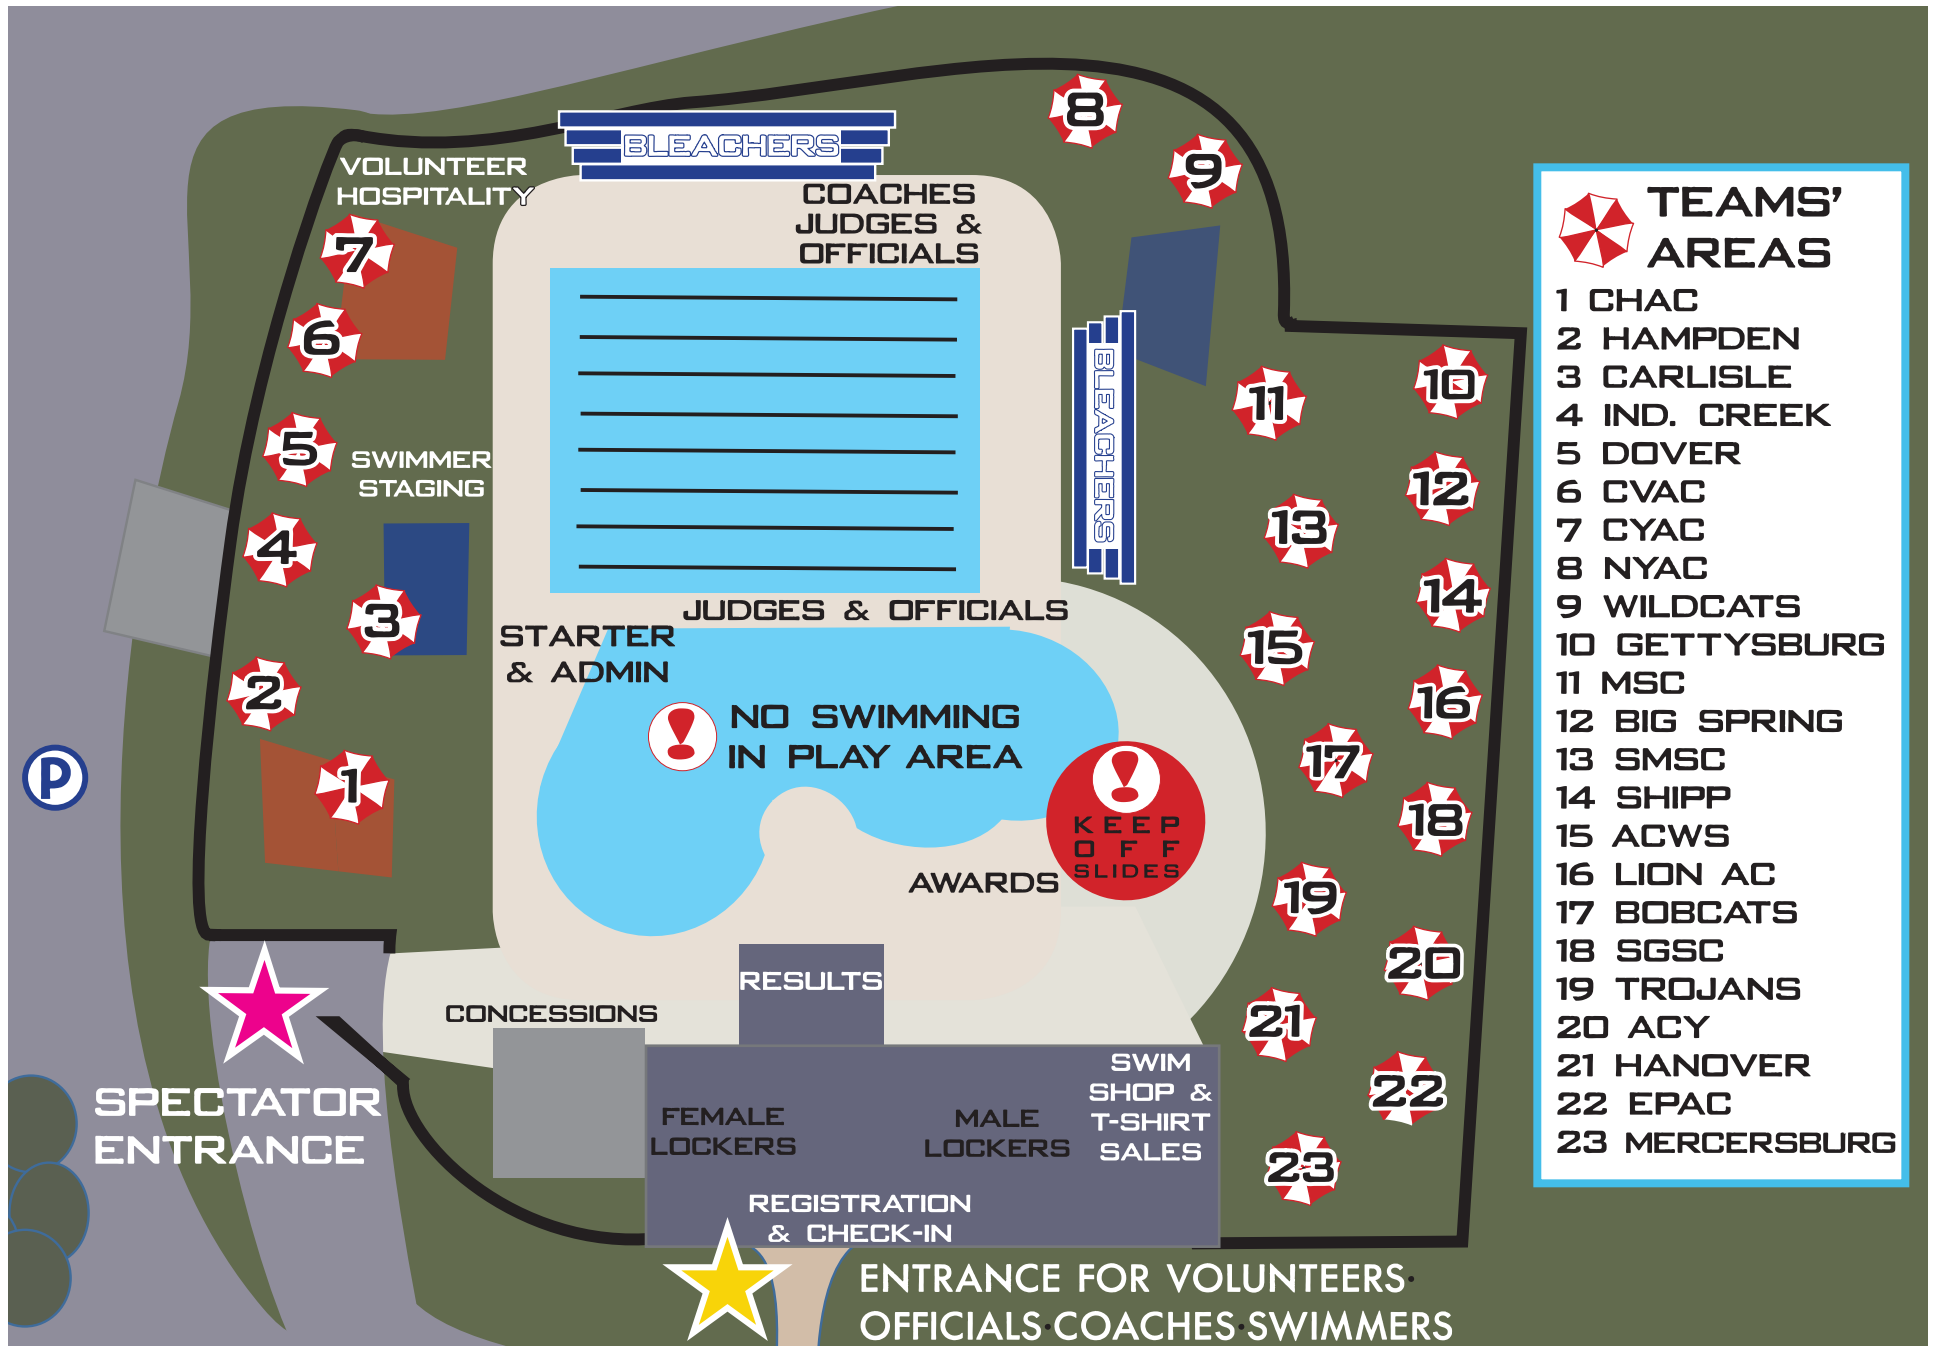 8
9
BLEACHERS
VOLUNTEER
HOSPITALITY
COACHES
JUDGES &
OFFICIALS
7
6
5
SWIMMER
STAGING
4
3
2
1
BLEACHERS
JUDGES & OFFICIALS
STARTER
& ADMIN
NO SWIMMING
IN PLAY AREA
KEEP
OFF
SLIDES
AWARDS
10
11
12
13
14
15
16
17
18
19
20
21
22
23
P
RESULTS
CONCESSIONS
SPECTATOR
ENTRANCE
FEMALE
LOCKERS
MALE
LOCKERS
SWIM
SHOP &
T-SHIRT
SALES
REGISTRATION
& CHECK-IN
ENTRANCE FOR VOLUNTEERS·
OFFICIALS·COACHES·SWIMMERS
TEAMS'
AREAS
1 CHAC
2 HAMPDEN
3 CARLISLE
4 IND. CREEK
5 DOVER
6 CVAC
7 CYAC
8 NYAC
9 WILDCATS
10 GETTYSBURG
11 MSC
12 BIG SPRING
13 SMSC
14 SHIPP
15 ACWS
16 LION AC
17 BOBCATS
18 SGSC
19 TROJANS
20 ACY
21 HANOVER
22 EPAC
23 MERCERSBURG